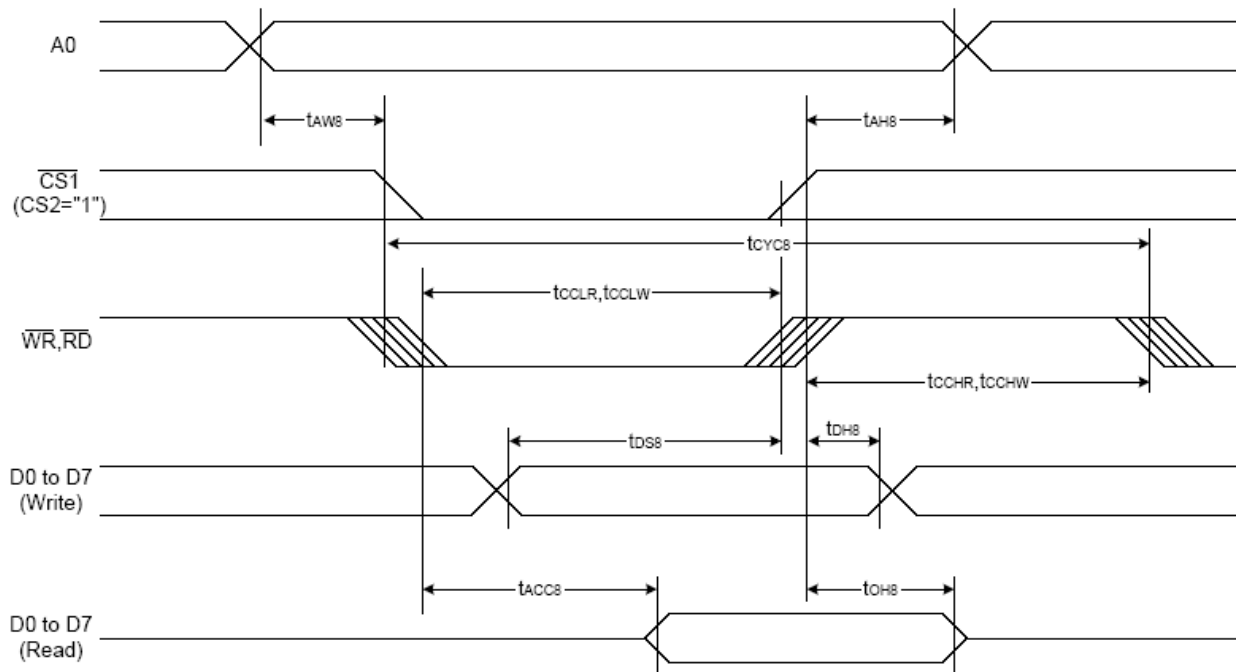 A0
tAW8
tAH8
CS1
(CS2="1")
tCYC8
tCCLR,tCCLW
WR,RD
tCCHR,tCCHW
tDS8
tDH8
D0 to D7
(Write)
tACC8
tOH8
D0 to D7
(Read)